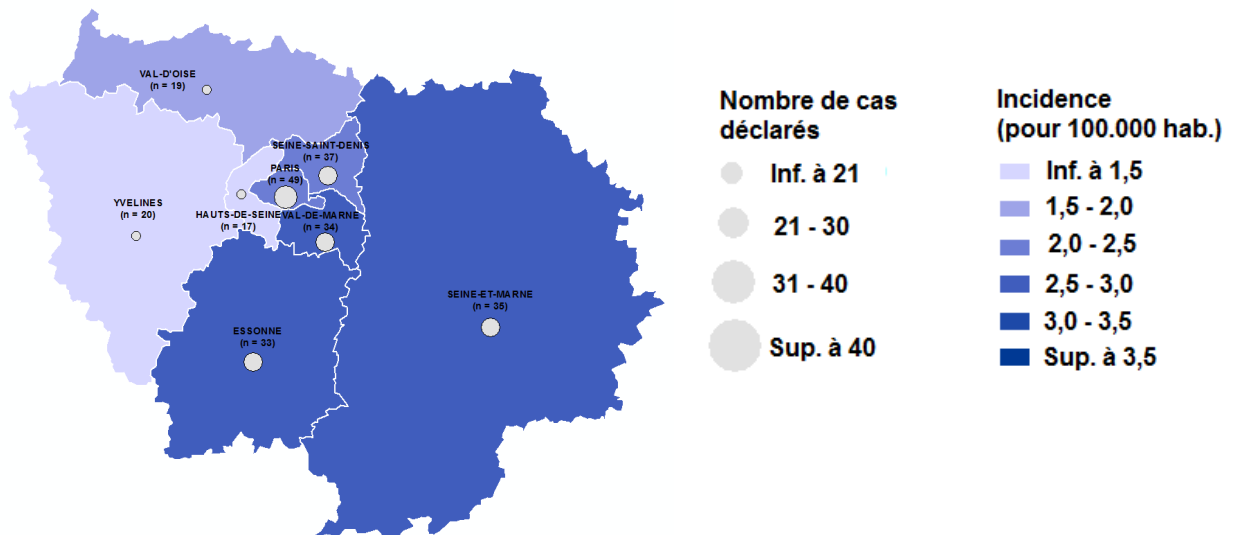 VAL-D'OISE
(n = 19)
SEINE-SAINT-DENIS
(n = 37)
PARIS
(n = 49)
YVELINES
(n = 20)
HAUTS-DE-SEINE
(n = 17)
VAL-DE-MARNE
(n = 34)
SEINE-ET-MARNE
(n = 35)
ESSONNE
(n = 33)
Nombre de cas
déclarés
Inf. à 21
21 - 30
31 - 40
Sup. à 40
Incidence
(pour 100.000 hab.)
Inf. à 1,5
1,5 - 2,0
2,0 - 2,5
2,5 - 3,0
3,0 - 3,5
Sup. à 3,5